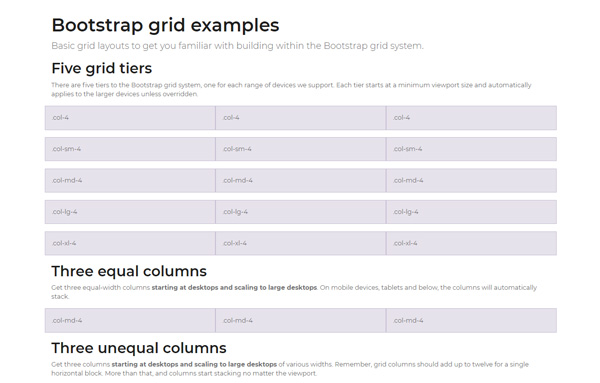 Bootstrap grid examples
Basic grid layouts to get you familiar with building within the Bootstrap grid system.
Five grid tiers
There are five tiers to the Bootstrap grid system, one for each range of devices we support. Each tier starts at a minimum viewport size and automatically
applies to the larger devices unless overridden.
.col-4 .col-4 .col-4
.col-sm-4 .col-sm-4 .col-sm-4
.col-md-4 .col-md-4 .col-md-4
.col-lg-4 .col-lg-4 .col-lg-4
.col-xl-4 .col-xl-4 .col-xl-4
Three equal columns
Get three equal-width columns starting at desktops and scaling to large desktops. On mobile devices, tablets and below, the columns will automatically
stack.
.col-md-4 .col-md-4 .col-md-4
Three unequal columns
Get three columns starting at desktops and scaling to large desktops of various widths. Remember, grid columns should add up to twelve for a single
horizontal block. More than that, and columns start stacking no matter the viewport.